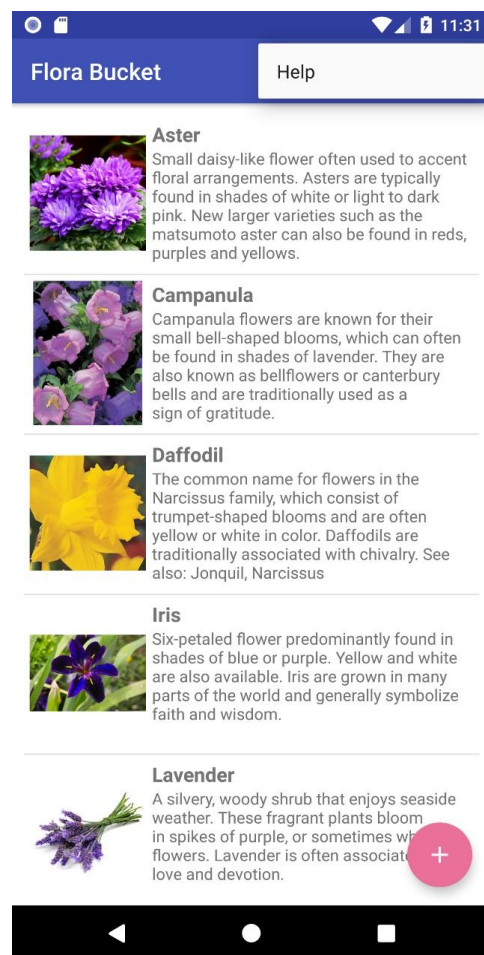 11:31
Flora Bucket
Help
Aster
Small daisy-like flower often used to accent
floral arrangements. Asters are typically
found in shades of white or light to dark
pink. New larger varieties such as the
matsumoto aster can also be found in reds,
purples and yellows.
Campanula
Campanula flowers are known for their
small bell-shaped blooms, which can often
be found in shades of lavender. They are
also known as bellflowers or canterbury
bells and are traditionally used as a
sign of gratitude.
Daffodil
The common name for flowers in the
Narcissus family, which consist of
trumpet-shaped blooms and are often
yellow or white in color. Daffodils are
traditionally associated with chivalry. See
also: Jonquil, Narcissus
Iris
Six-petaled flower predominantly found in
shades of blue or purple. Yellow and white
are also available. Iris are grown in many
parts of the world and generally symbolize
faith and wisdom.
Lavender
A silvery, woody shrub that enjoys seaside
weather. These fragrant plants bloom
in spikes of purple, or sometimes
flowers. Lavender is often
love and devotion.